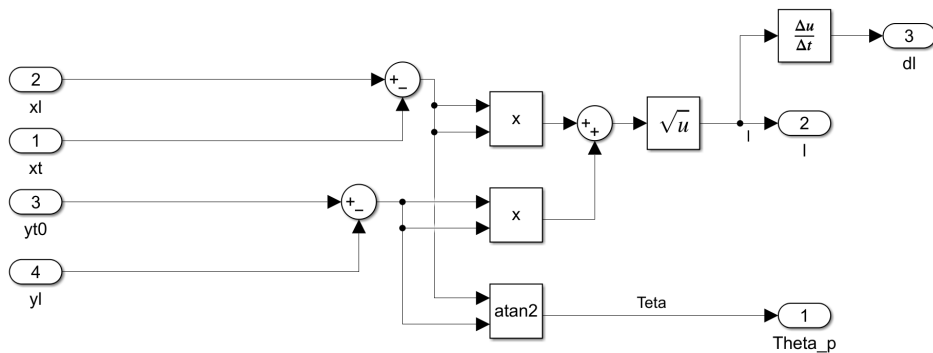 Δu
Δt
3
dl
2
xl
+
−
x
+
+
√u
l
2
l
1
xt
3
yt0
+
−
x
4
yl
atan2
Teta
1
Theta_p